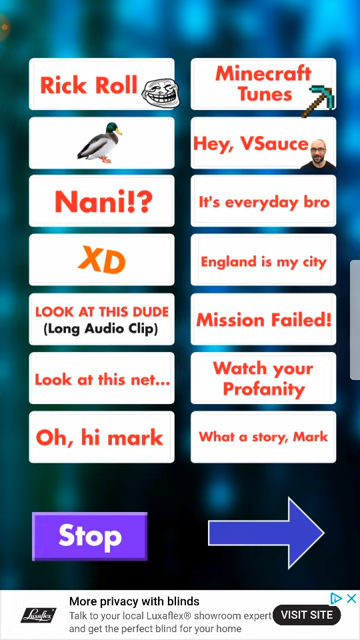 Rick Roll
Minecraft
Tunes
Hey, VSauce
Nani!?
It's everyday bro
XD
England is my city
LOOK AT THIS DUDE
(Long Audio Clip)
Mission Failed!
Look at this net...
Watch your
Profanity
Oh, hi mark
What a story, Mark
Stop
More privacy with blinds
Luxaflex
Talk to your local Luxaflex® showroom expert
and get the perfect blind for your home
VISIT SITE